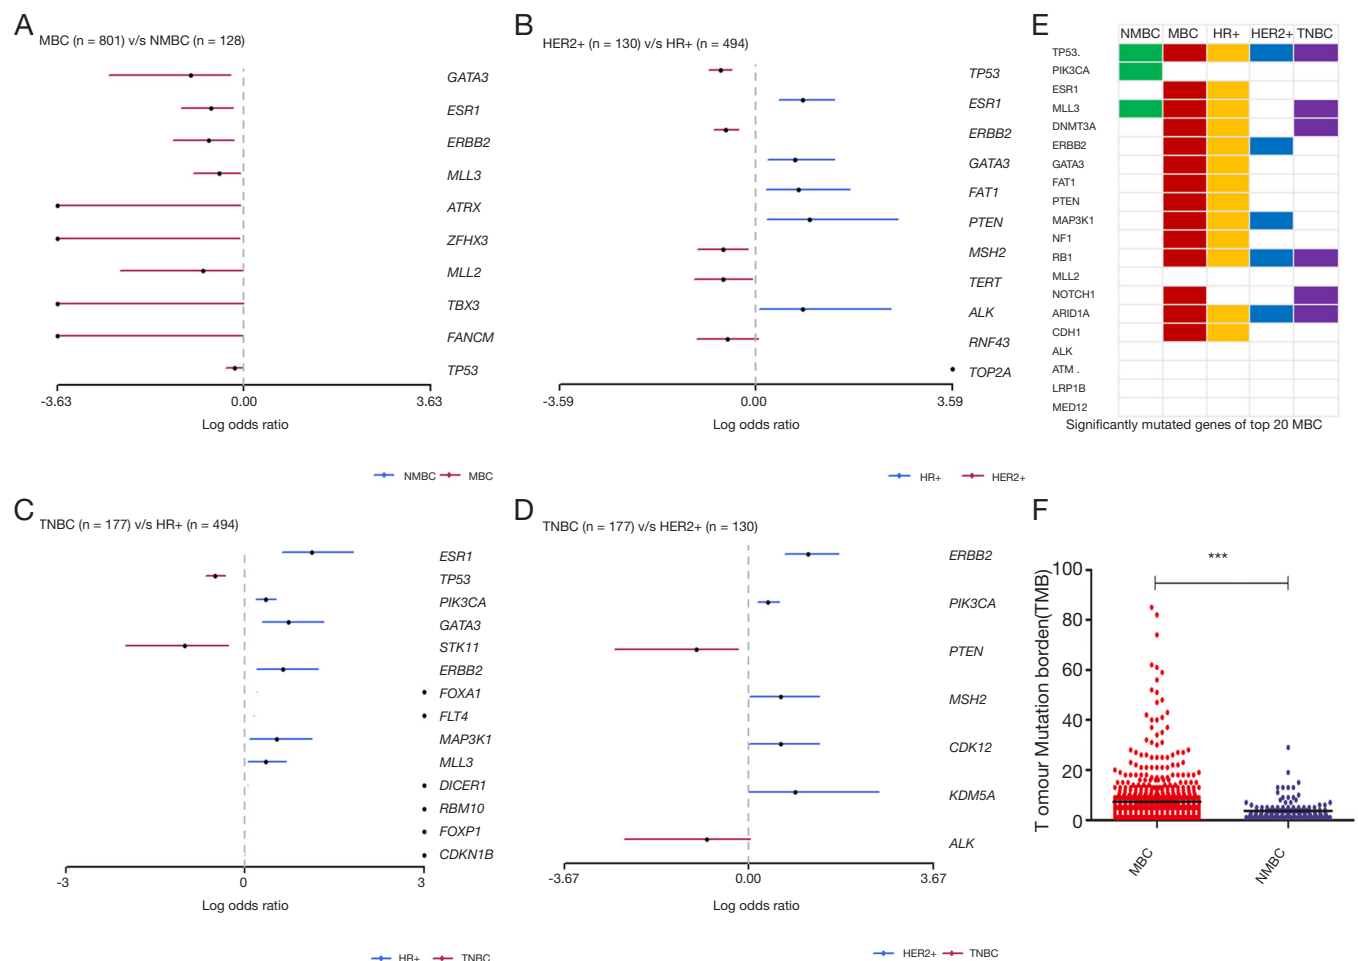 A
MBC (n = 801) v/s NMBC (n = 128)
GATA3
ESR1
ERBB2
MLL3
ATRX
ZFHX3
MLL2
TBX3
FANCM
TP53
-3.63
0.00
3.63
Log odds ratio
NMBC
MBC
B
HER2+ (n = 130) v/s HR+ (n = 494)
TP53
ESR1
ERBB2
GATA3
FAT1
PTEN
MSH2
TERT
ALK
RNF43
TOP2A
-3.59
0.00
3.59
Log odds ratio
HR+
HER2+
E
NMBC MBC HR+ HER2+ TNBC
TP53.
PIK3CA
ESR1
MLL3
DNMT3A
ERBB2
GATA3
FAT1
PTEN
MAP3K1
NF1
RB1
MLL2
NOTCH1
ARID1A
CDH1
ALK
ATM .
LRP1B
MED12
Significantly mutated genes of top 20 MBC
C
TNBC (n = 177) v/s HR+ (n = 494)
ESR1
TP53
PIK3CA
GATA3
STK11
ERBB2
FOXA1
FLT4
MAP3K1
MLL3
DICER1
RBM10
FOXP1
CDKN1B
-3
0
3
Log odds ratio
HR+
TNBC
D
TNBC (n = 177) v/s HER2+ (n = 130)
ERBB2
PIK3CA
PTEN
MSH2
CDK12
KDM5A
ALK
-3.67
0.00
3.67
Log odds ratio
HER2+
TNBC
F
***
T omour Mutation borden(TMB)
100
80
60
40
20
0
MBC
NMBC